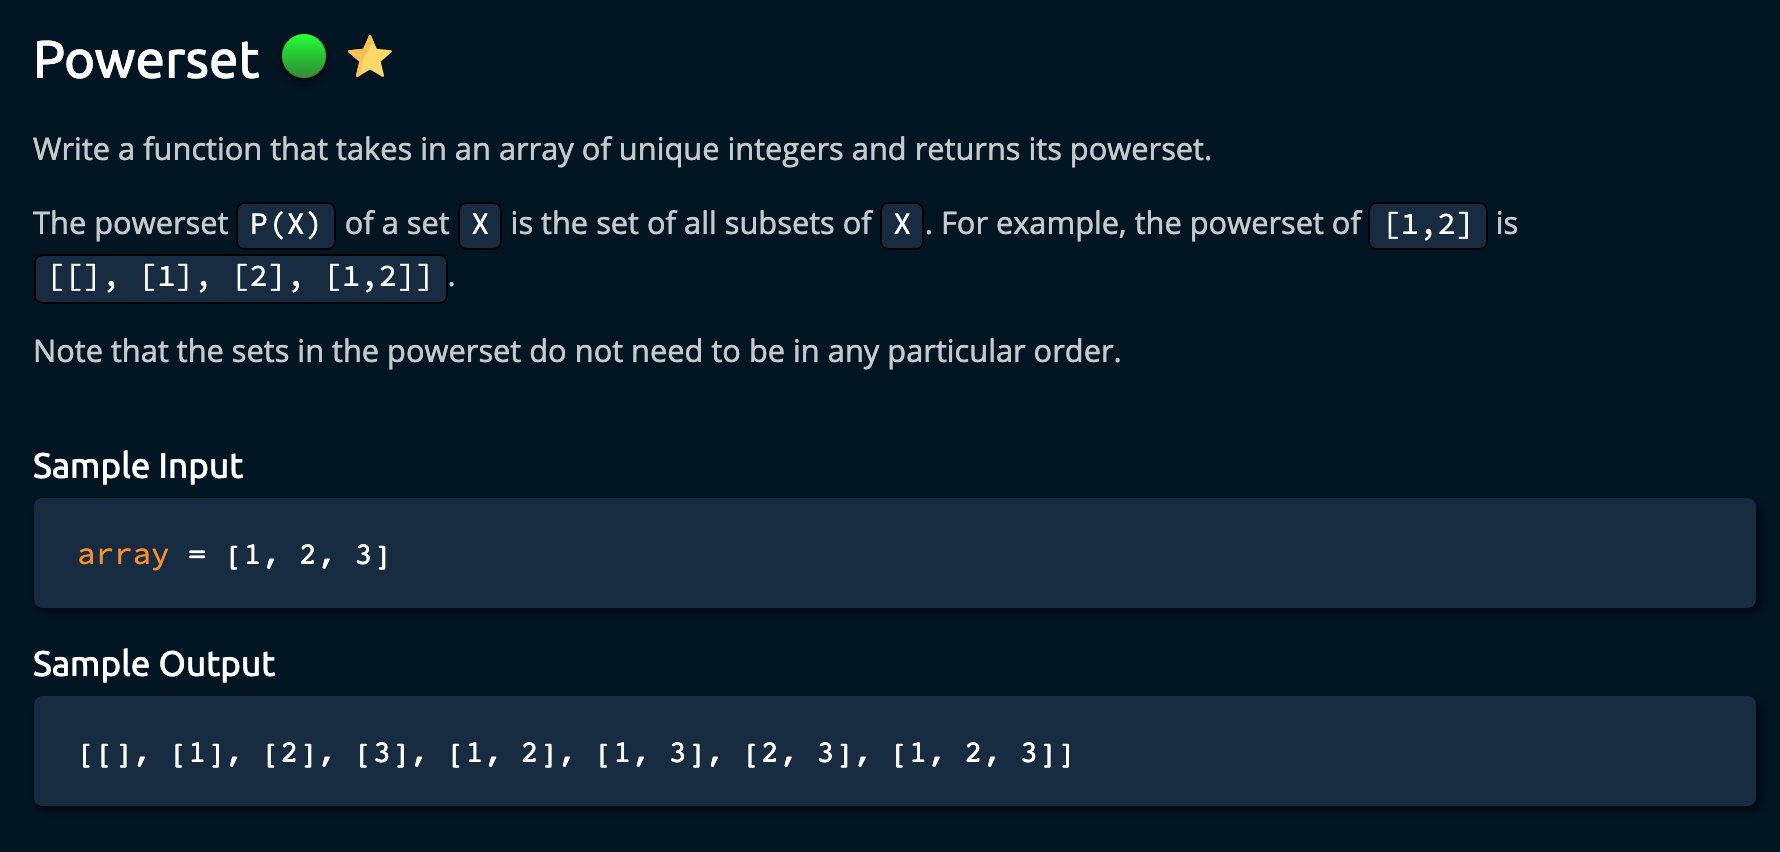 Powerset
Write a function that takes in an array of unique integers and returns its powerset.
The powerset P(X) of a set X is the set of all subsets of X. For example, the powerset of [1,2] is
[[], [1], [2], [1,2]].
Note that the sets in the powerset do not need to be in any particular order.
Sample Input
array = [1, 2, 3]
Sample Output
[[], [1], [2], [3], [1, 2], [1, 3], [2, 3], [1, 2, 3]]